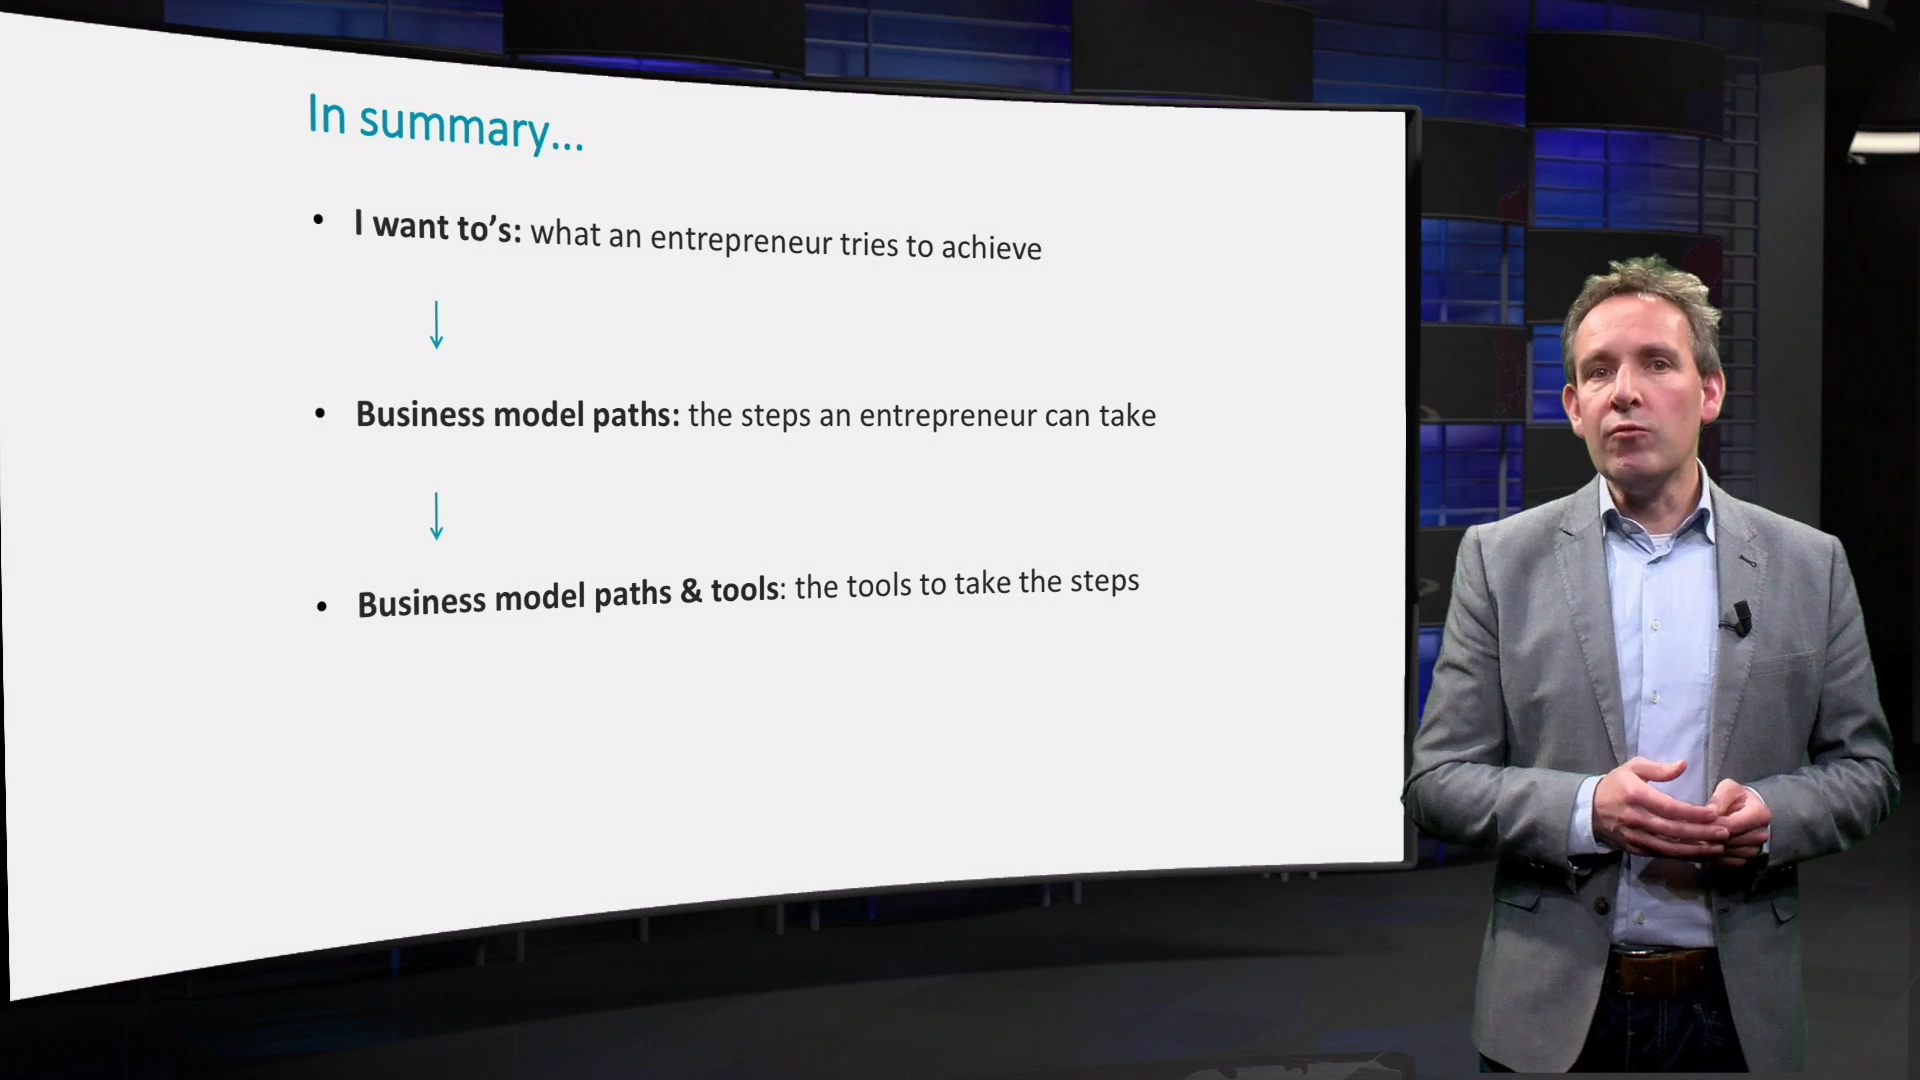 In summary...
• I want to’s: what an entrepreneur tries to achieve
• Business model paths: the steps an entrepreneur can take
• Business model paths & tools: the tools to take the steps